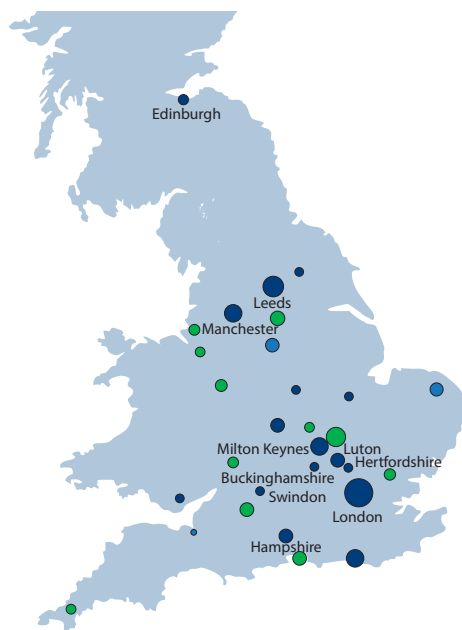 Edinburgh
Leeds
Manchester
Milton Keynes
Luton
Hertfordshire
Buckinghamshire
Swindon
London
Hampshire